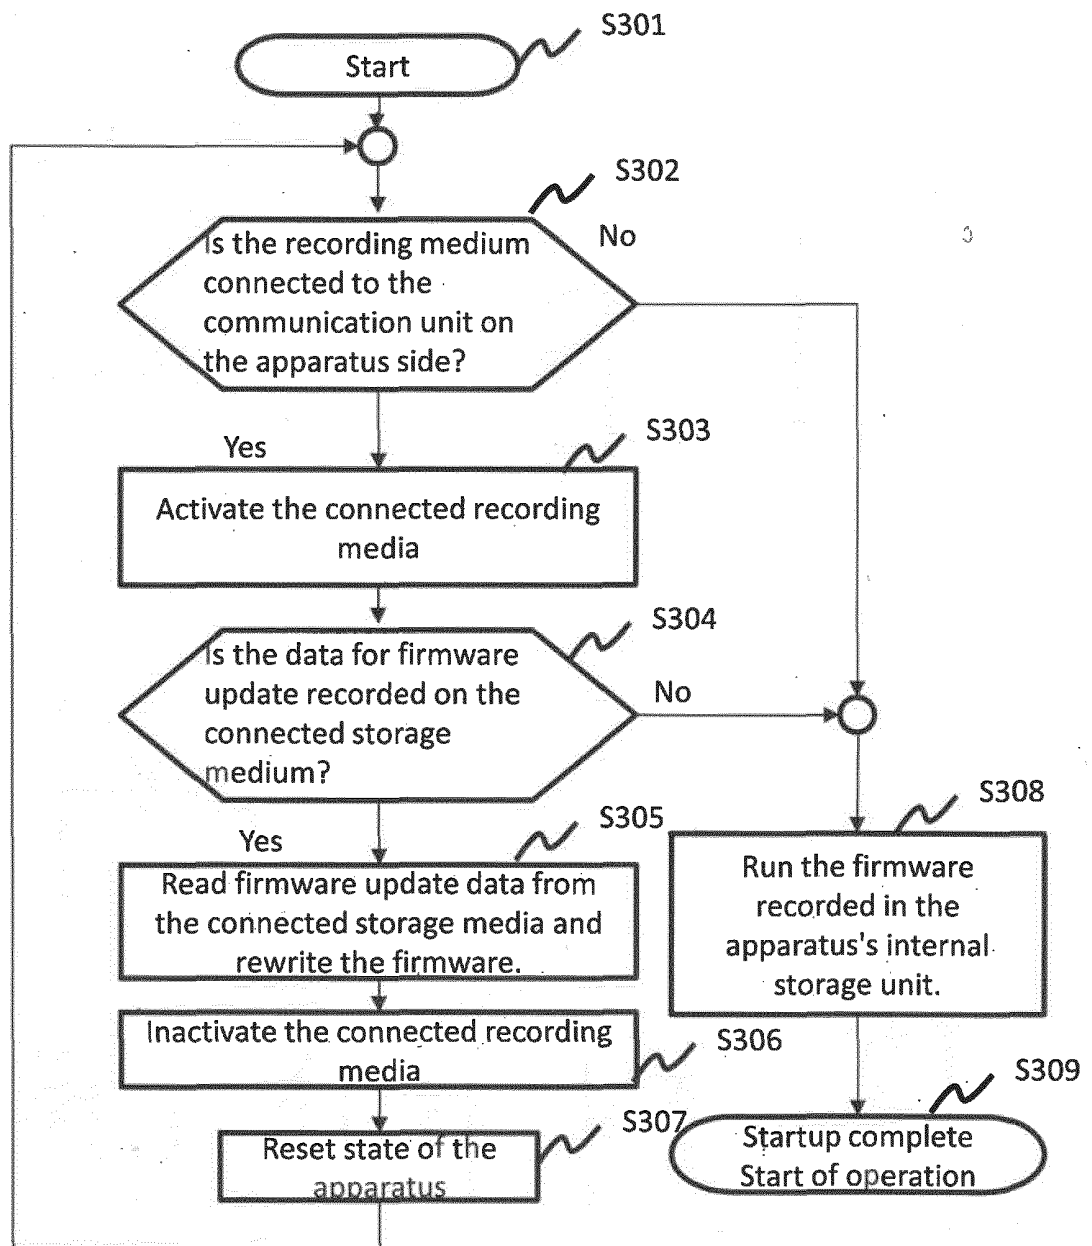 S301
Start
S302
Is the recording medium
connected to the
communication unit on
the apparatus side?
No
Yes
S303
Activate the connected recording
media
S304
Is the data for firmware
update recorded on the
connected storage
medium?
No
Yes
S305
Read firmware update data from
the connected storage media and
rewrite the firmware.
S308
Run the firmware
recorded in the
apparatus's internal
storage unit.
Inactivate the connected recording
media
S306
S307
Reset state of the
apparatus
S309
Startup complete
Start of operation